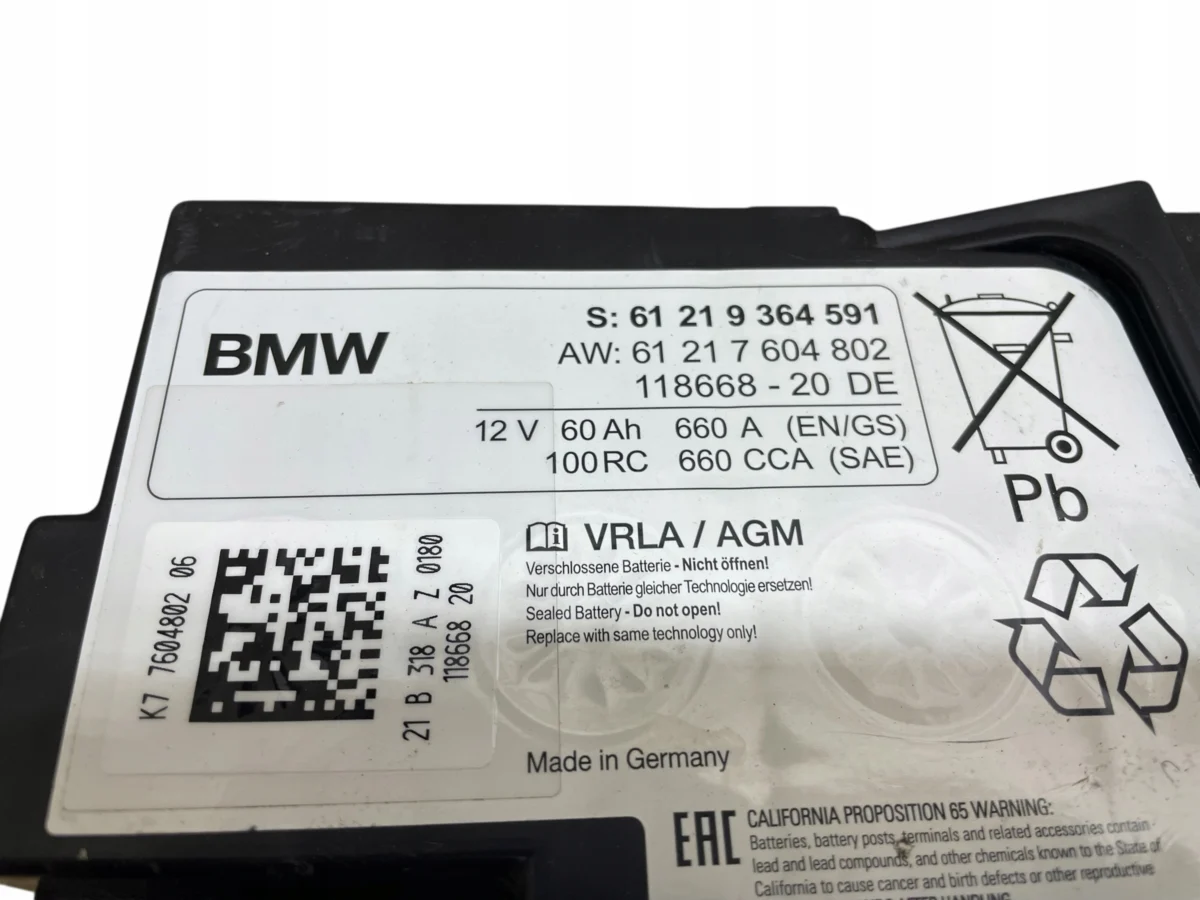 BMW
S: 61 21 9 364 591
AW: 61 21 7 604 802
118668 - 20 DE
12 V 60 Ah 660 A (EN/GS)
100RC 660 CCA (SAE)
Pb
K7 7604802 06
21 B 318 A Z 0180
118668 20
VRLA / AGM
Verschlossene Batterie - Nicht öffnen!
Nur durch Batterie gleicher Technologie ersetzen!
Sealed Battery - Do not open!
Replace with same technology only!
Made in Germany
EAC
CALIFORNIA PROPOSITION 65 WARNING:
Batteries, battery posts, terminals and related accessories contain
lead and lead compounds, and other chemicals known to the State of
California to cause cancer and birth defects or other reproductive
AFTER HANDLING